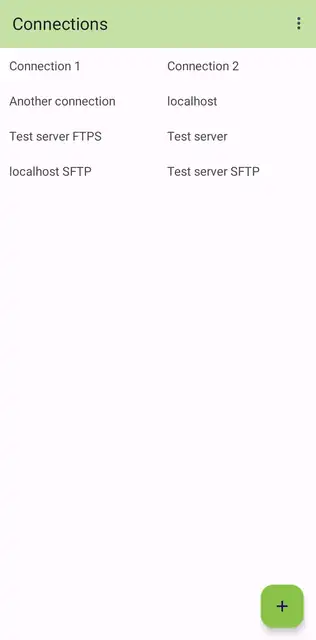 Connections
Connection 1
Connection 2
Another connection
localhost
Test server FTPS
Test server
localhost SFTP
Test server SFTP
+